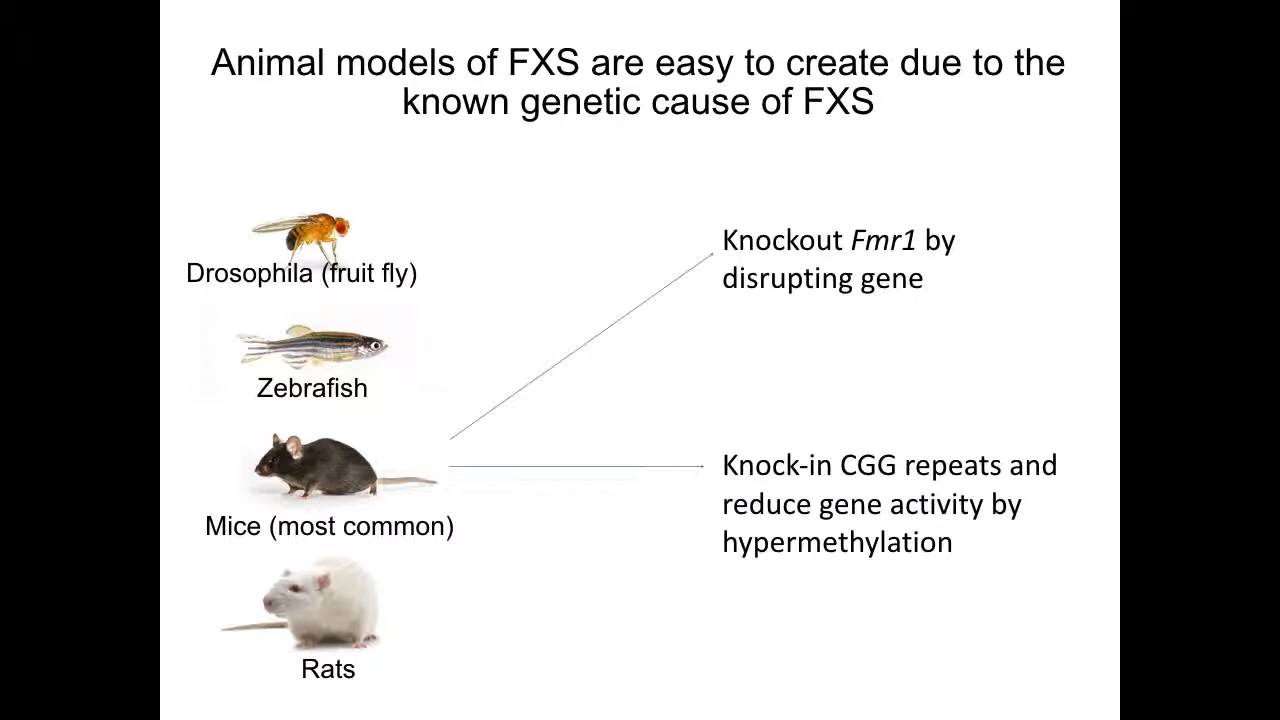 Animal models of FXS are easy to create due to the
known genetic cause of FXS
Drosophila (fruit fly)
Zebrafish
Mice (most common)
Rats
Knockout Fmr1 by
disrupting gene
Knock-in CGG repeats and
reduce gene activity by
hypermethylation